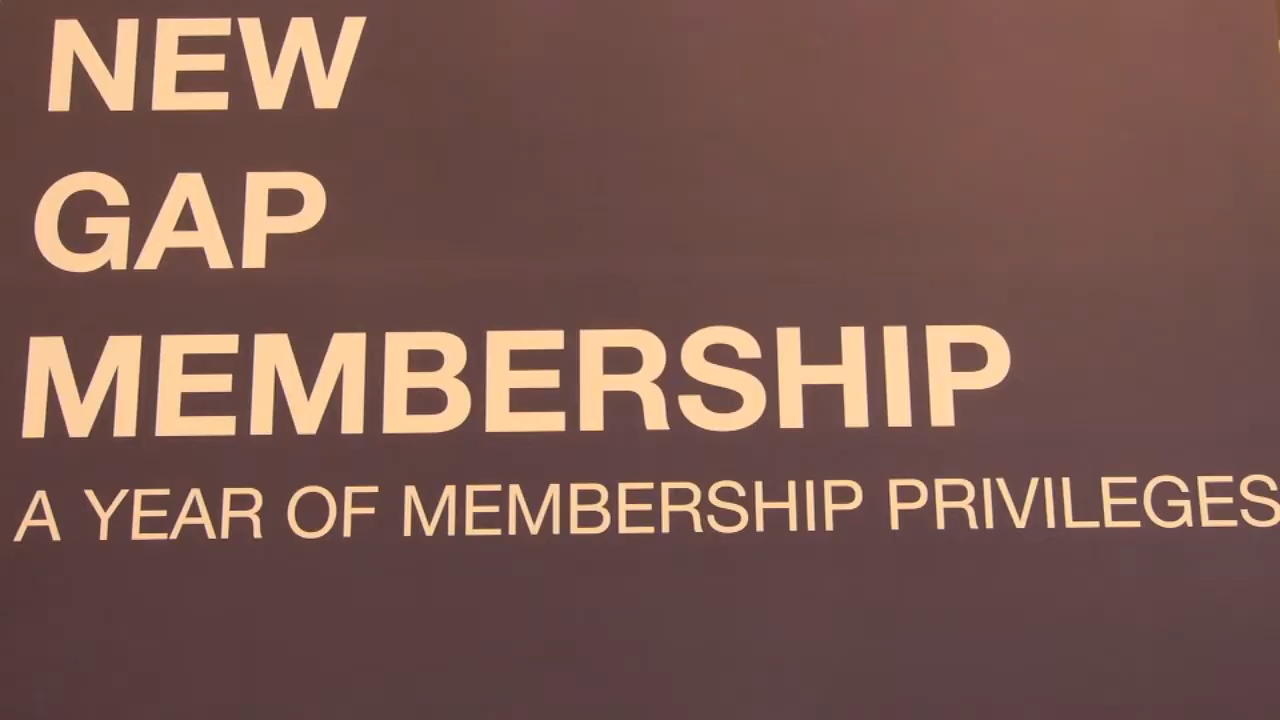 NEW
GAP
MEMBERSHIP
A YEAR OF MEMBERSHIP PRIVILEGES